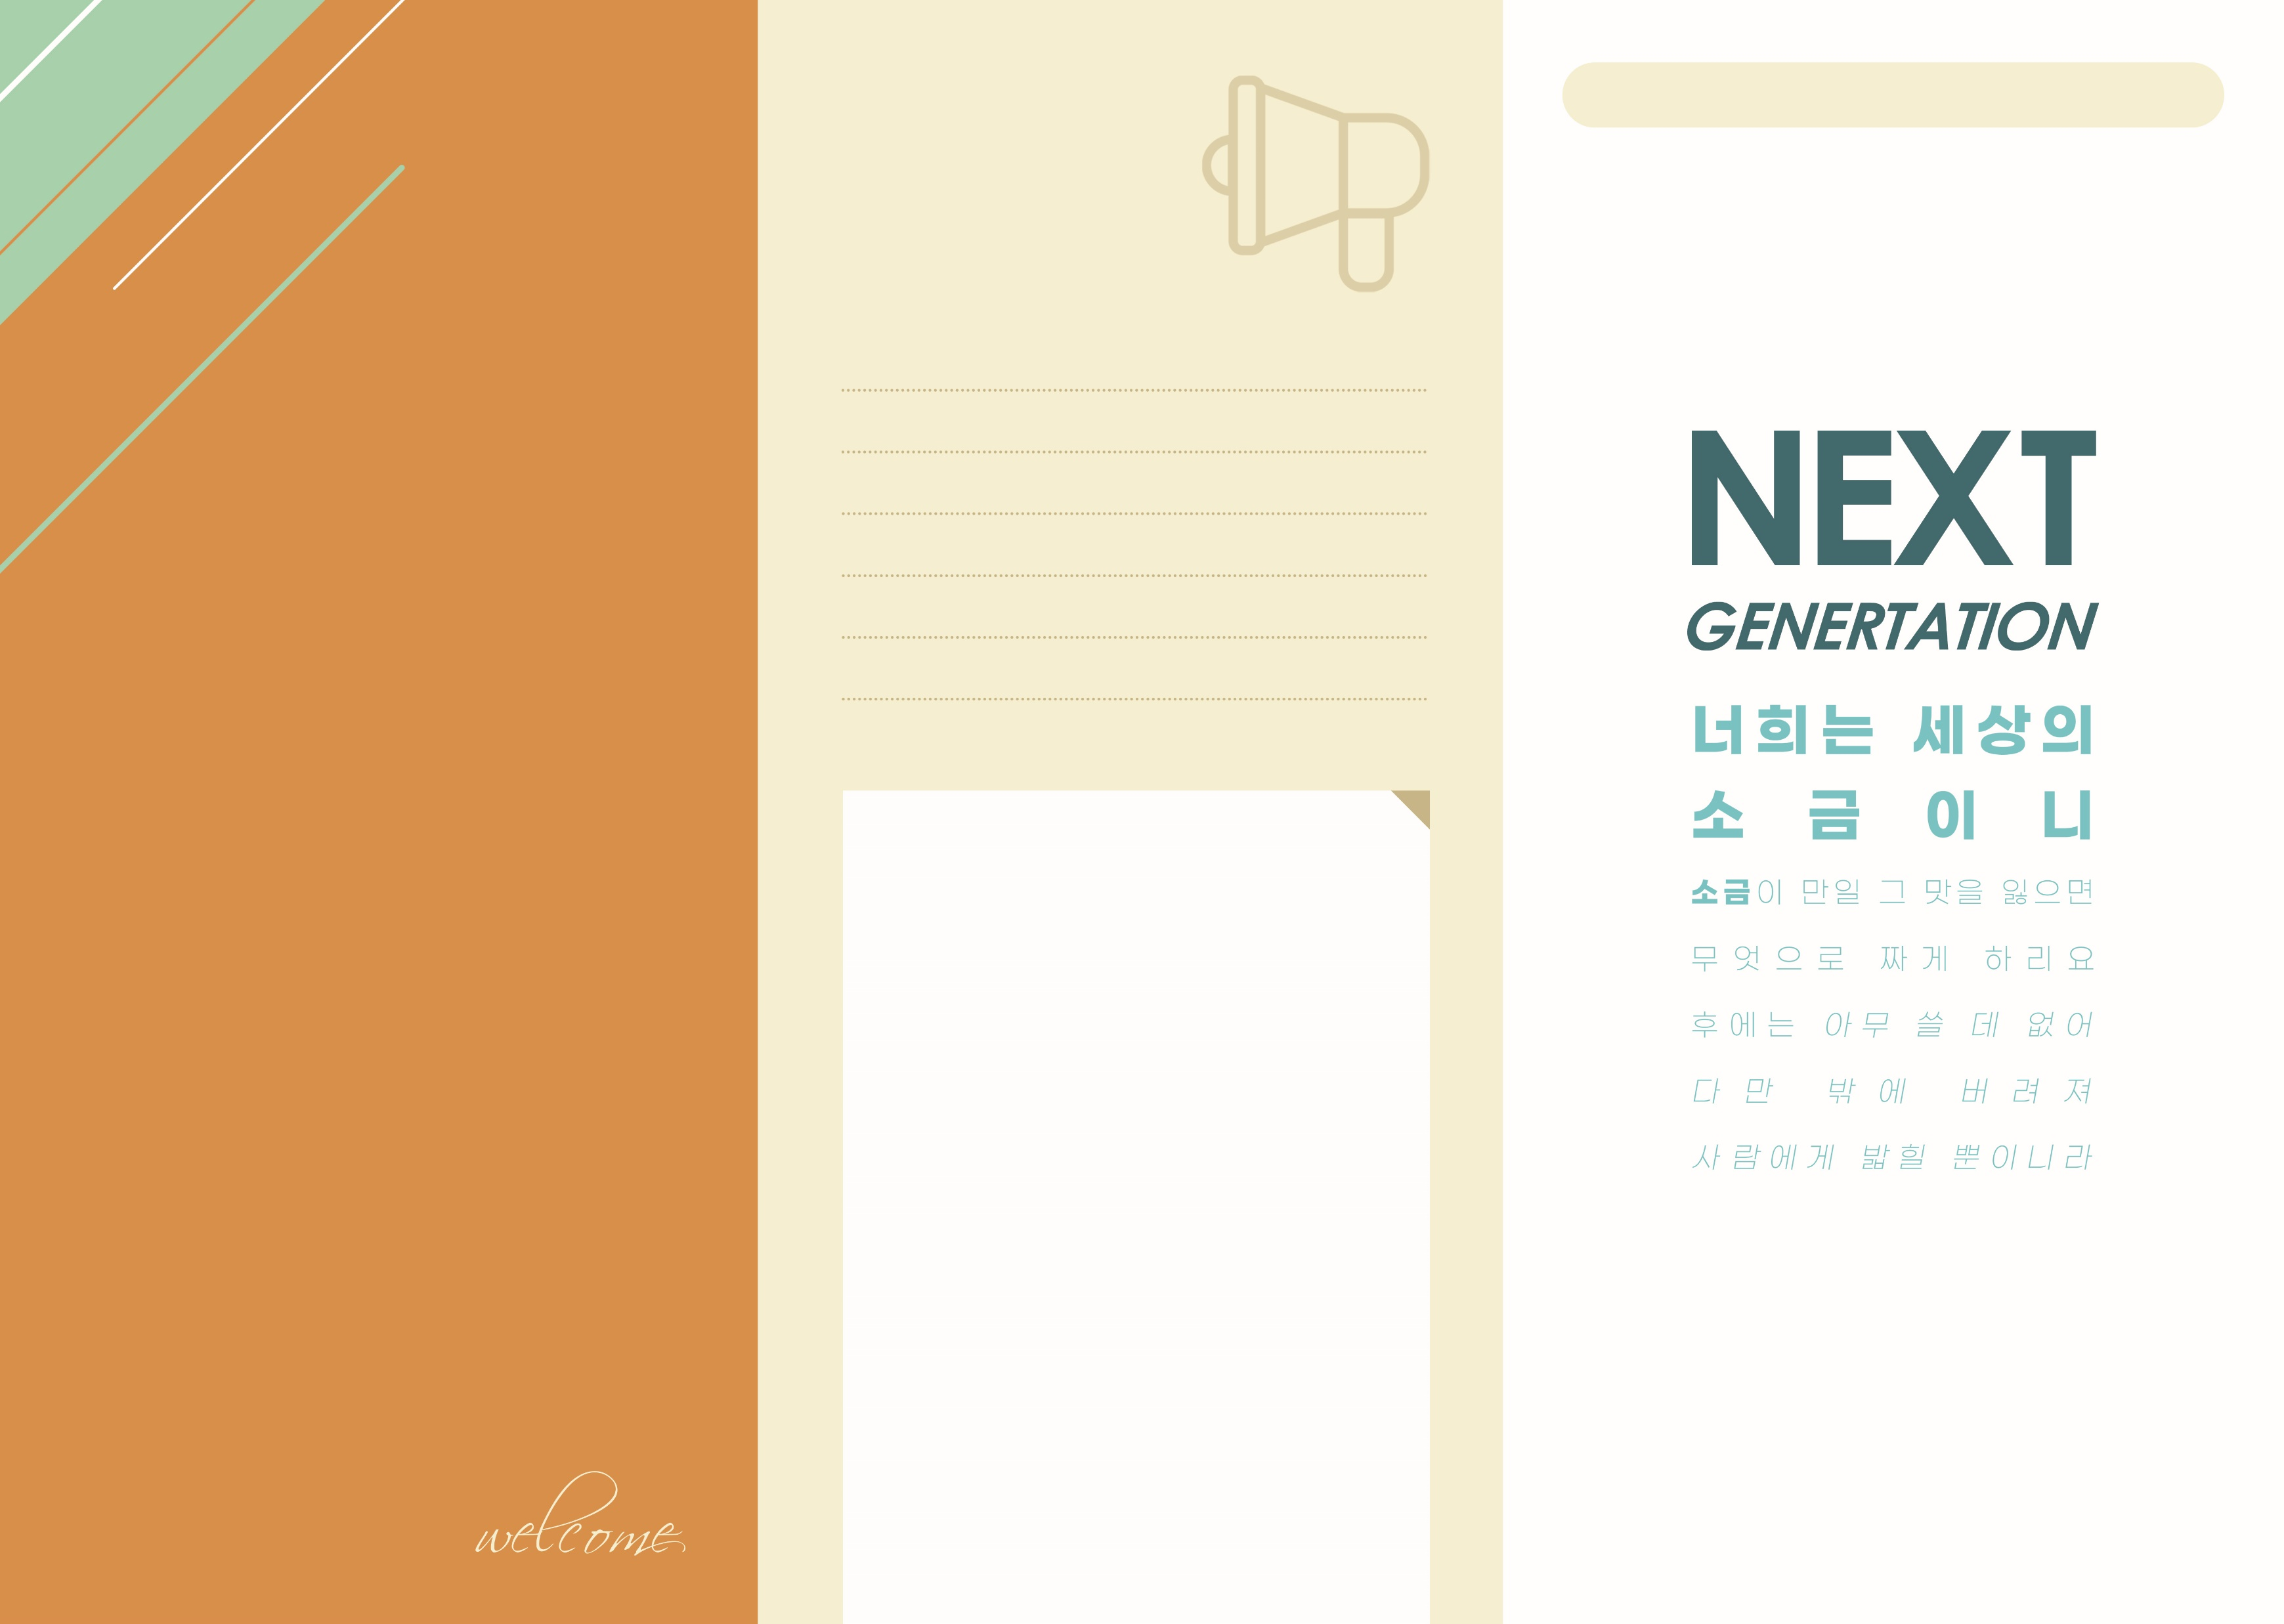 welcome
NEXT
GENERTATION
너희는 세상의
소금이니
소금이 만일 그 맛을 잃으면
무엇으로 짜게 하리요
후에는 아무 쓸 데 없어
다만 밖에 버려져
사람에게 밟힐 뿐이니라